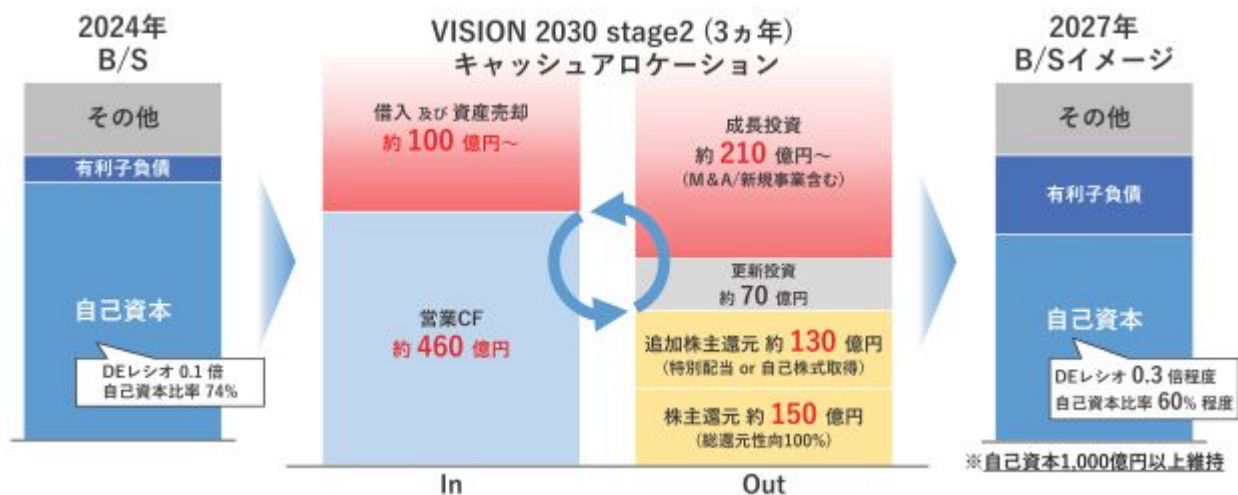 2024年
B/S
その他
有利子負債
自己資本
DEレシオ 0.1 倍
自己資本比率 74%
VISION 2030 stage2 (3ヵ年)
キャッシュアロケーション
借入 及び 資産売却
約 100 億円～
営業CF
約 460 億円
In
成長投資
約 210 億円～
(M＆A/新規事業含む)
更新投資
約 70 億円
追加株主還元 約 130 億円
(特別配当 or 自己株式取得)
株主還元 約 150 億円
(総還元性向100%)
Out
2027年
B/Sイメージ
その他
有利子負債
自己資本
DEレシオ 0.3 倍程度
自己資本比率 60% 程度
※自己資本1,000億円以上維持